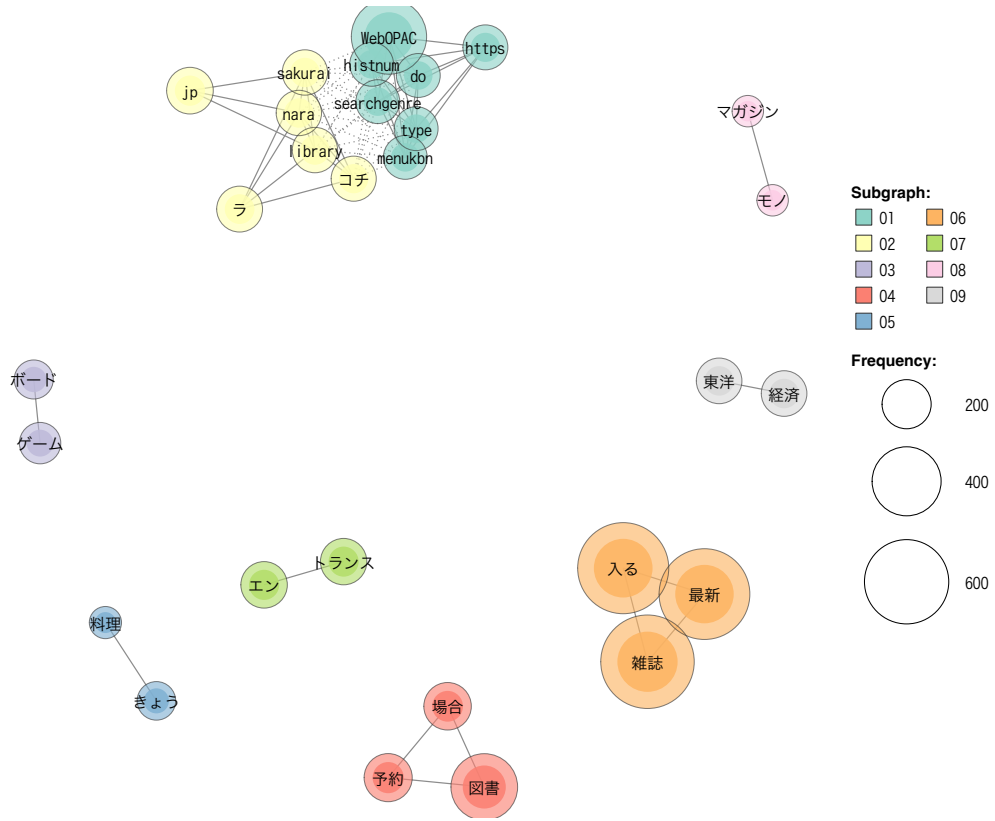 WebOPAC
https
histnum
do
sakurai
jp
searchgenre
nara
type
library
menukbn
コチ
ラ
マガジン
モノ
Subgraph:
01
02
03
04
05
06
07
08
09
ボード
ゲーム
東洋
経済
Frequency:
200
400
600
トランス
エン
入る
最新
雑誌
料理
きょう
場合
予約
図書